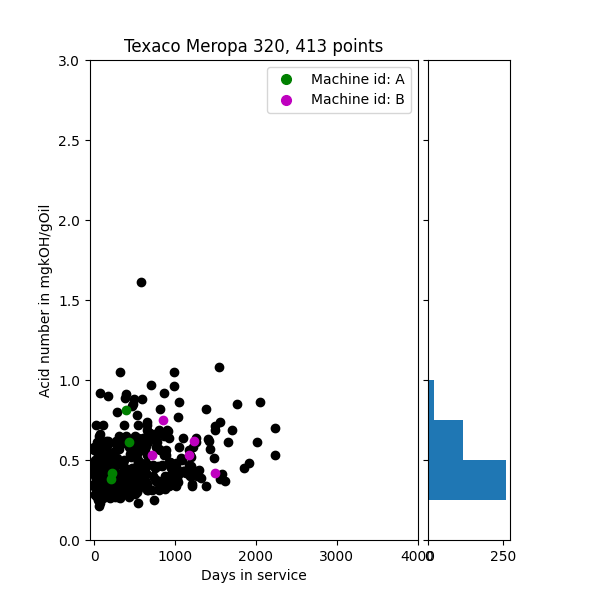 Texaco Meropa 320, 413 points
Machine id: A
Machine id: B
Acid number in mgkOH/gOil
3.0
2.5
2.0
1.5
1.0
0.5
0.0
0 1000 2000 3000 4000
0 250
Days in service